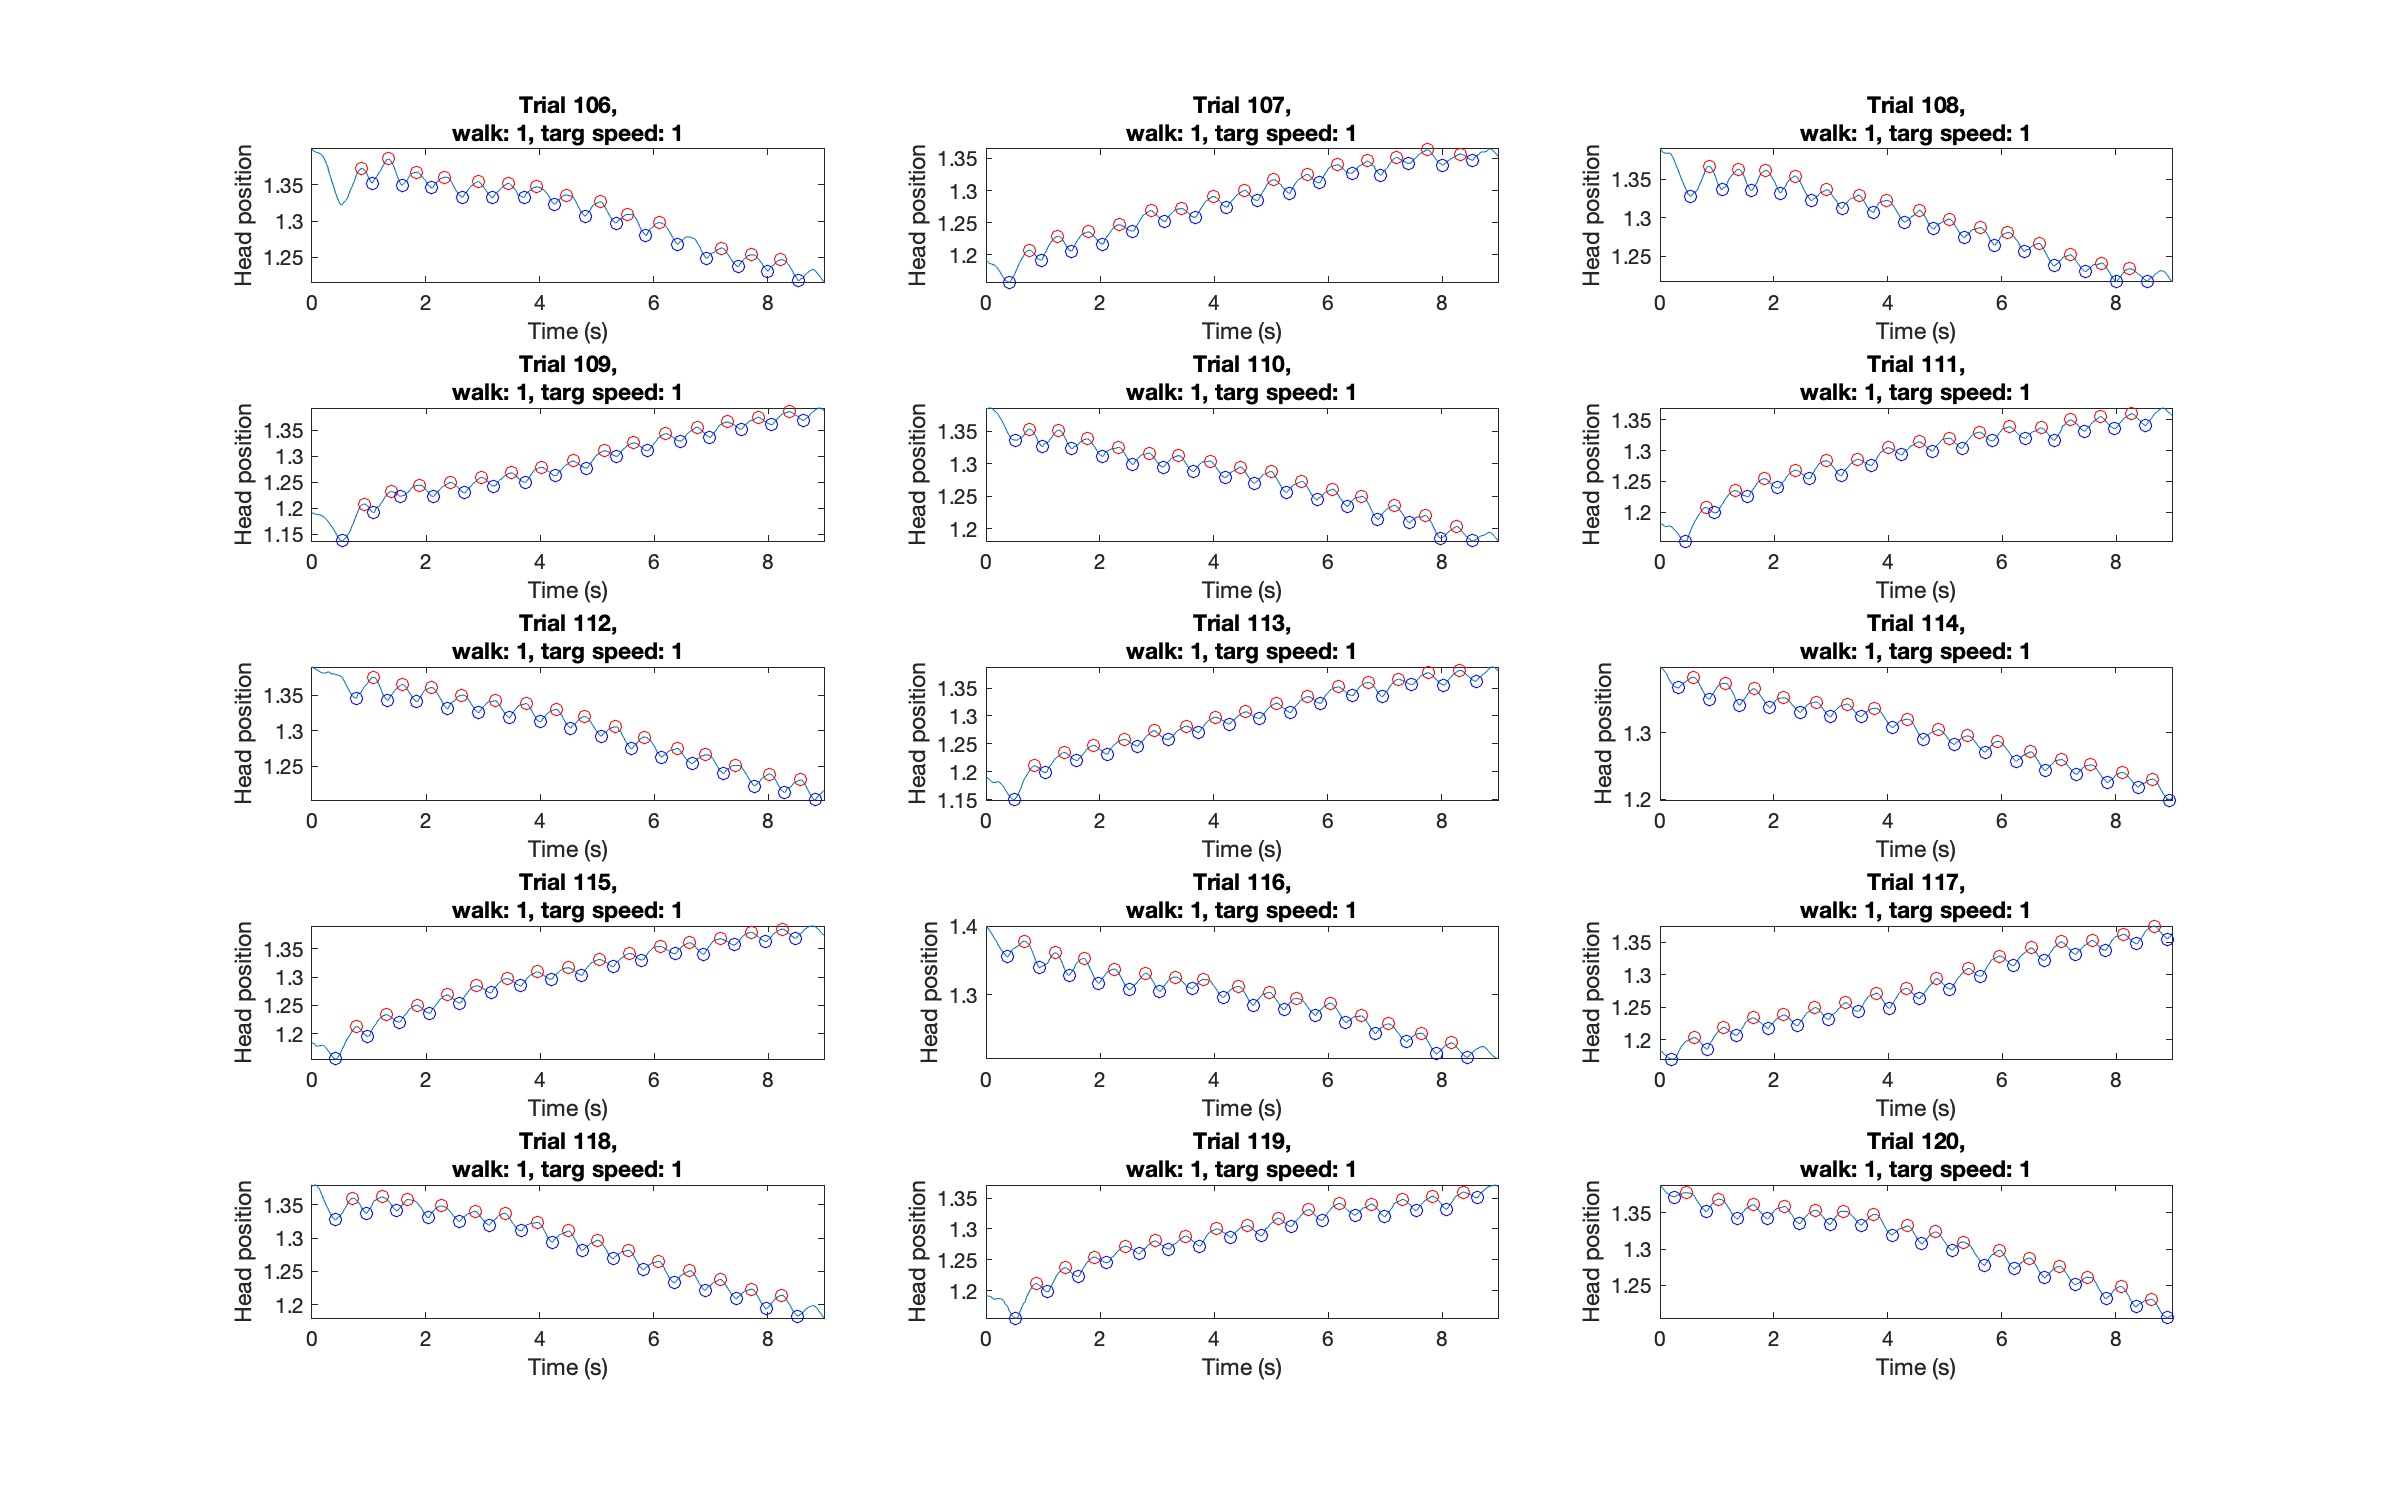 Trial 106,
walk: 1, targ speed: 1
Head position
1.35
1.3
1.25
0 2 4 6 8
Time (s)
Trial 107,
walk: 1, targ speed: 1
Head position
1.35
1.3
1.25
1.2
0 2 4 6 8
Time (s)
Trial 108,
walk: 1, targ speed: 1
Head position
1.35
1.3
1.25
0 2 4 6 8
Time (s)
Trial 109,
walk: 1, targ speed: 1
Head position
1.35
1.3
1.25
1.2
1.15
0 2 4 6 8
Time (s)
Trial 110,
walk: 1, targ speed: 1
Head position
1.35
1.3
1.25
1.2
0 2 4 6 8
Time (s)
Trial 111,
walk: 1, targ speed: 1
Head position
1.35
1.3
1.25
1.2
0 2 4 6 8
Time (s)
Trial 112,
walk: 1, targ speed: 1
Head position
1.35
1.3
1.25
0 2 4 6 8
Time (s)
Trial 113,
walk: 1, targ speed: 1
Head position
1.35
1.3
1.25
1.2
1.15
0 2 4 6 8
Time (s)
Trial 114,
walk: 1, targ speed: 1
Head position
1.3
1.2
0 2 4 6 8
Time (s)
Trial 115,
walk: 1, targ speed: 1
Head position
1.35
1.3
1.25
1.2
0 2 4 6 8
Time (s)
Trial 116,
walk: 1, targ speed: 1
Head position
1.4
1.3
0 2 4 6 8
Time (s)
Trial 117,
walk: 1, targ speed: 1
Head position
1.35
1.3
1.25
1.2
0 2 4 6 8
Time (s)
Trial 118,
walk: 1, targ speed: 1
Head position
1.35
1.3
1.25
1.2
0 2 4 6 8
Time (s)
Trial 119,
walk: 1, targ speed: 1
Head position
1.35
1.3
1.25
1.2
0 2 4 6 8
Time (s)
Trial 120,
walk: 1, targ speed: 1
Head position
1.35
1.3
1.25
0 2 4 6 8
Time (s)